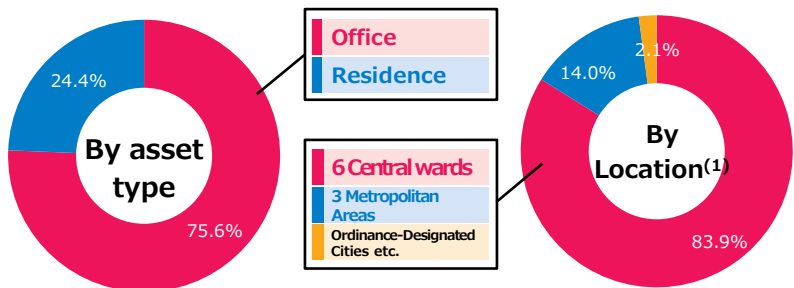 24.4%
By asset
type
75.6%
Office
Residence
6 Central wards
3 Metropolitan
Areas
Ordinance-Designated
Cities etc.
2.1%
14.0%
By
Location(1)
83.9%